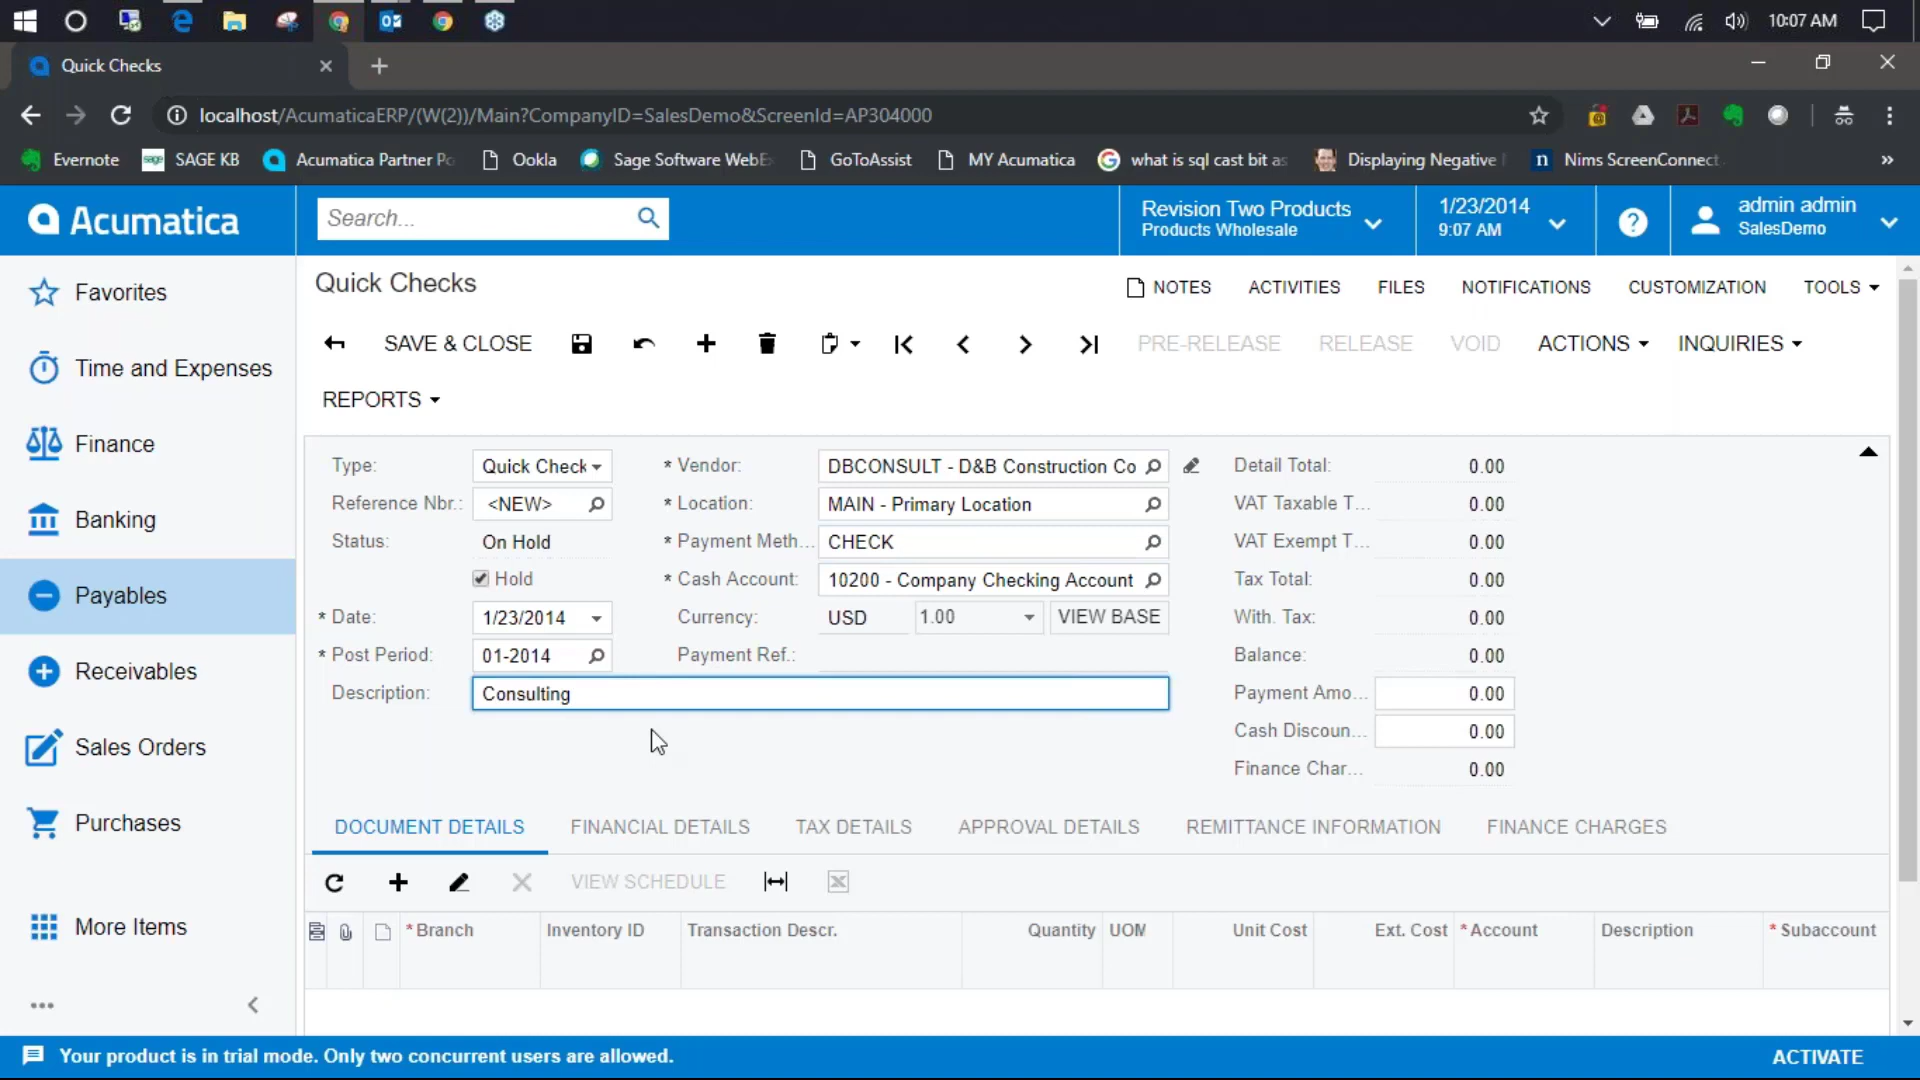 10:07 AM
Quick Checks
localhost/AcumaticaERP/(W(2))/Main?CompanyID=SalesDemo&ScreenId=AP304000
Evernote
SAGE KB
Acumatica Partner Po
Ookla
Sage Software WebE
GoToAssist
MY Acumatica
what is sql cast bit as
Displaying Negative
Nims ScreenConnect
»
Acumatica
Search...
Revision Two Products
Products Wholesale
1/23/2014
9:07 AM
?
admin admin
SalesDemo
Favorites
Time and Expenses
Finance
Banking
Payables
Receivables
Sales Orders
Purchases
More Items
Quick Checks
NOTES ACTIVITIES FILES NOTIFICATIONS CUSTOMIZATION TOOLS
SAVE & CLOSE PRE-RELEASE RELEASE VOID ACTIONS INQUIRIES
REPORTS
Type: Quick Check * Vendor: DBCONSULT - D&B Construction Co Detail Total: 0.00
Reference Nbr.: <NEW> * Location: MAIN - Primary Location VAT Taxable T... 0.00
Status: On Hold * Payment Meth... CHECK VAT Exempt T... 0.00
Hold * Cash Account: 10200 - Company Checking Account Tax Total: 0.00
* Date: 1/23/2014 Currency: USD 1.00 VIEW BASE With. Tax: 0.00
* Post Period: 01-2014 Payment Ref.: Balance: 0.00
Description: Consulting Payment Amo... 0.00
Cash Discoun... 0.00
Finance Char... 0.00
DOCUMENT DETAILS FINANCIAL DETAILS TAX DETAILS APPROVAL DETAILS REMITTANCE INFORMATION FINANCE CHARGES
VIEW SCHEDULE
* Branch Inventory ID Transaction Descr. Quantity UOM Unit Cost Ext. Cost * Account Description * Subaccount
Your product is in trial mode. Only two concurrent users are allowed. ACTIVATE